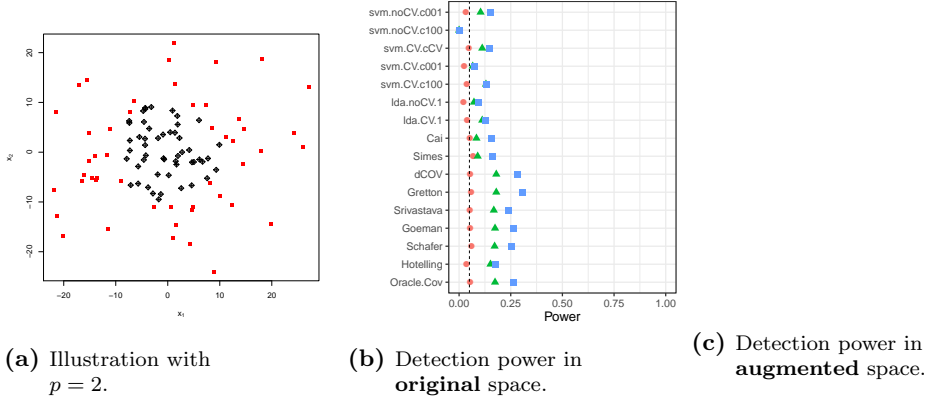 20
10
0
-10
-20
x2
-20 -10 0 10 20
x1
svm.noCV.c001
svm.noCV.c100
svm.CV.cCV
svm.CV.c001
svm.CV.c100
lda.noCV.1
lda.CV.1
Cai
Simes
dCOV
Gretton
Srivastava
Goeman
Schafer
Hotelling
Oracle.Cov
0.00 0.25 0.50 0.75 1.00
Power
(a) Illustration with
p = 2.
(b) Detection power in
original space.
(c) Detection power in
augmented space.